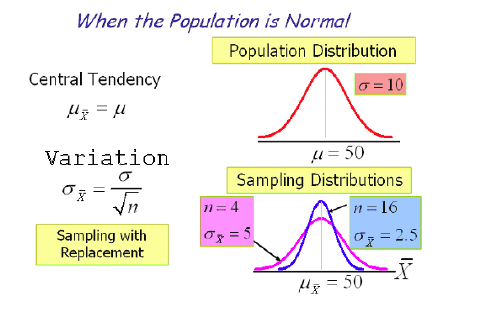 When the Population is Normal
Central Tendency
μ_X̄ = μ
Variation
σ_X̄ = σ/√n
Sampling with
Replacement
Population Distribution
σ = 10
μ = 50
Sampling Distributions
n = 4
σ_X̄ = 5
n = 16
σ_X̄ = 2.5
μ_X̄ = 50
X̄